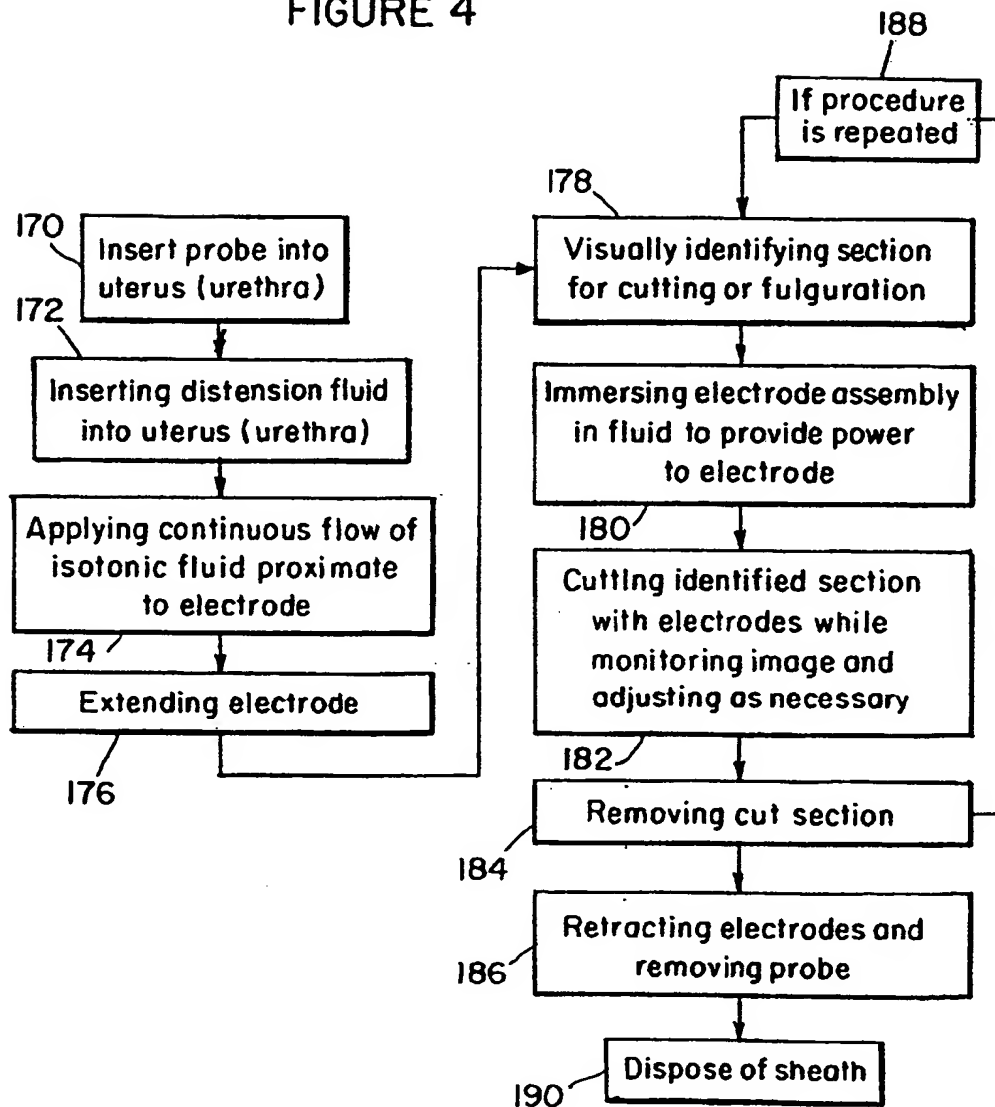 FIGURE 4
170
Insert probe into
uterus (urethra)
172
Inserting distension fluid
into uterus (urethra)
Applying continuous flow of
isotonic fluid proximate
to electrode
174
Extending electrode
176
188
If procedure
is repeated
178
Visually identifying section
for cutting or fulguration
Immersing electrode assembly
in fluid to provide power
to electrode
180
Cutting identified section
with electrodes while
monitoring image and
adjusting as necessary
182
Removing cut section
184
Retracting electrodes and
removing probe
186
Dispose of sheath
190